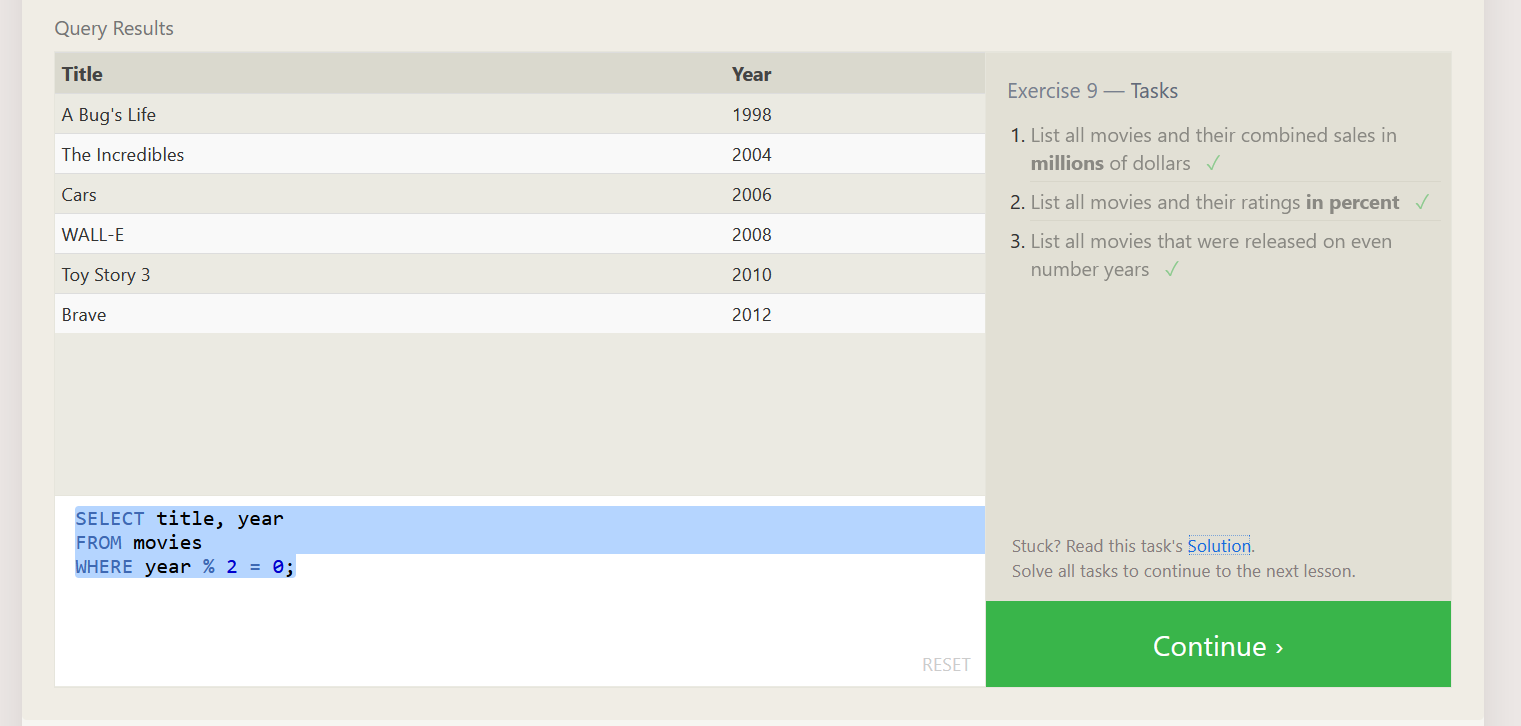 Query Results
Title Year
A Bug's Life 1998
The Incredibles 2004
Cars 2006
WALL-E 2008
Toy Story 3 2010
Brave 2012
SELECT title, year
FROM movies
WHERE year % 2 = 0;
RESET
Exercise 9 — Tasks
1. List all movies and their combined sales in
millions of dollars ✓
2. List all movies and their ratings in percent ✓
3. List all movies that were released on even
number years ✓
Stuck? Read this task's Solution.
Solve all tasks to continue to the next lesson.
Continue ›